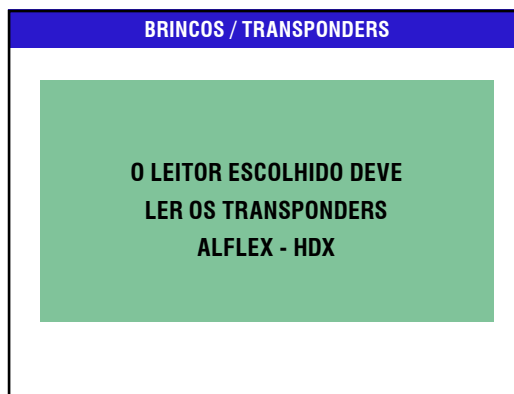 BRINCOS / TRANSPONDERS
O LEITOR ESCOLHIDO DEVE
LER OS TRANSPONDERS
ALFLEX - HDX